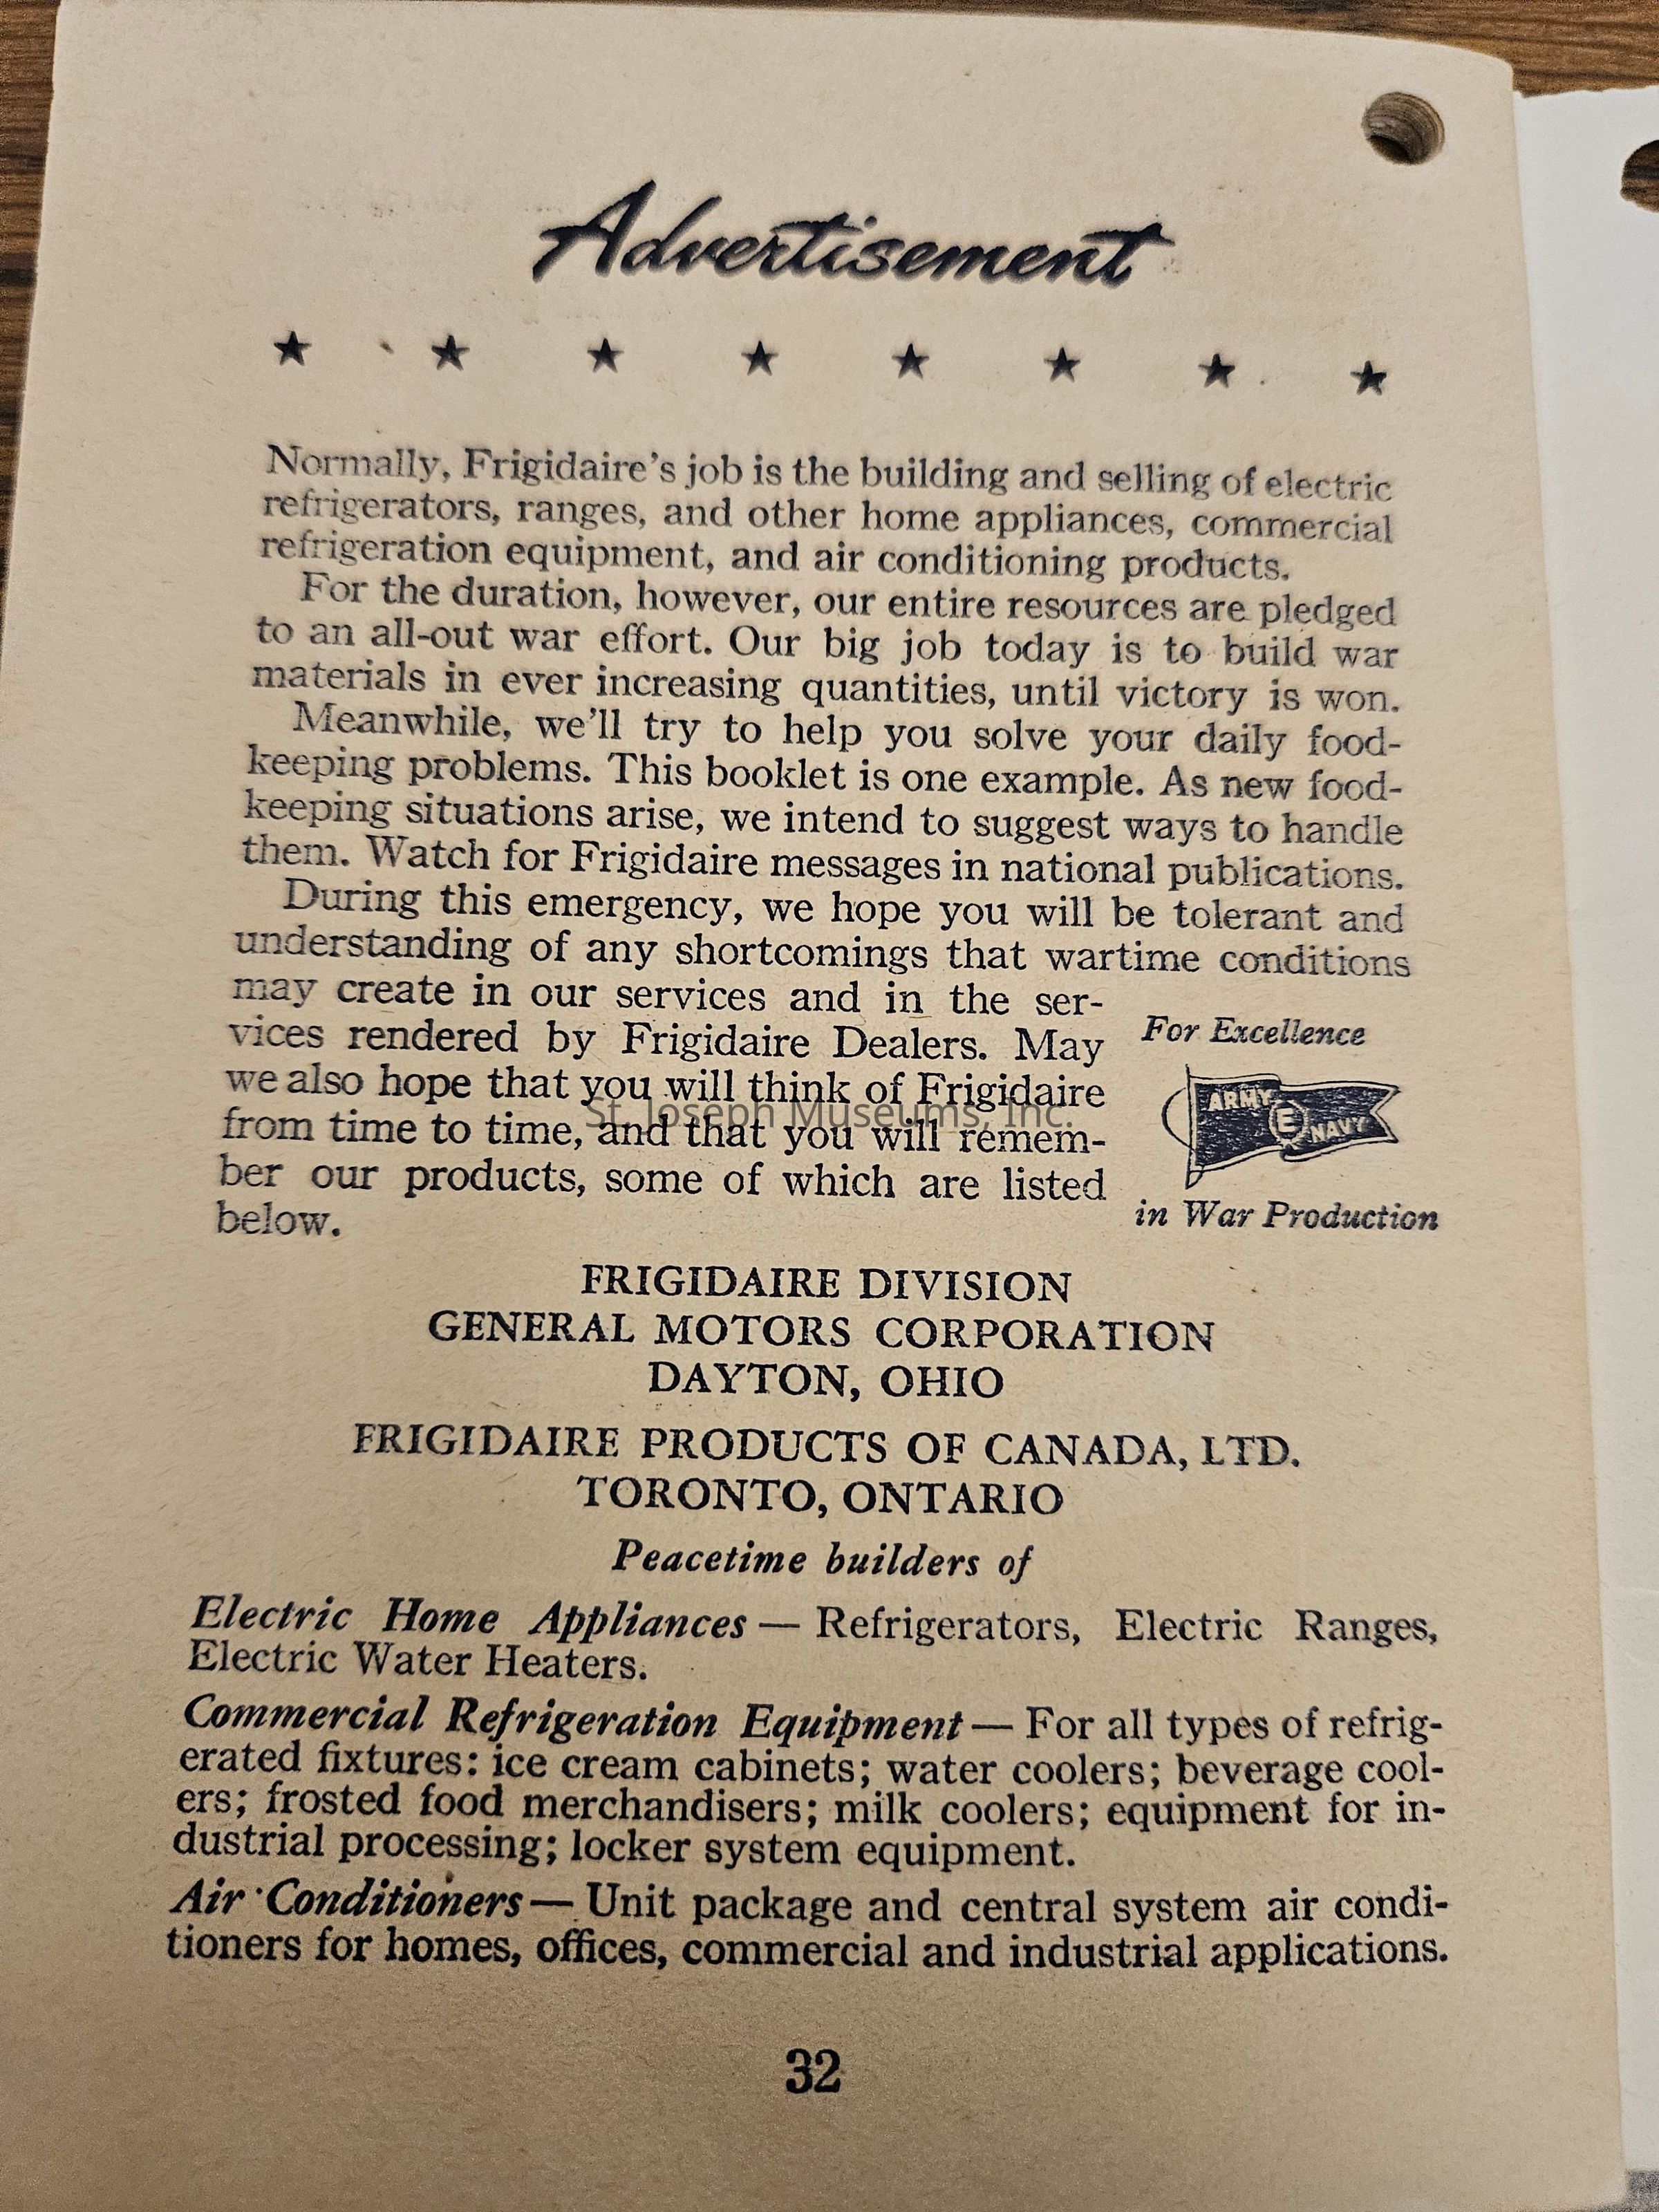 Advertisement
★ ★ ★ ★ ★ ★ ★ ★
Normally, Frigidaire's job is the building and selling of electric
refrigerators, ranges, and other home appliances, commercial
refrigeration equipment, and air conditioning products.
For the duration, however, our entire resources are pledged
to an all-out war effort. Our big job today is to build war
materials in ever increasing quantities, until victory is won.
Meanwhile, we'll try to help you solve your daily food-
keeping problems. This booklet is one example. As new food-
keeping situations arise, we intend to suggest ways to handle
them. Watch for Frigidaire messages in national publications.
During this emergency, we hope you will be tolerant and
understanding of any shortcomings that wartime conditions
may create in our services and in the ser-
vices rendered by Frigidaire Dealers. May
we also hope that you will think of Frigidaire
from time to time, and that you will remem-
ber our products, some of which are listed
below.
For Excellence
ARMY
E
NAVY
in War Production
St. Joseph Museums, Inc.
FRIGIDAIRE DIVISION
GENERAL MOTORS CORPORATION
DAYTON, OHIO
FRIGIDAIRE PRODUCTS OF CANADA, LTD.
TORONTO, ONTARIO
Peacetime builders of
Electric Home Appliances — Refrigerators, Electric Ranges,
Electric Water Heaters.
Commercial Refrigeration Equipment — For all types of refrig-
erated fixtures: ice cream cabinets; water coolers; beverage cool-
ers; frosted food merchandisers; milk coolers; equipment for in-
dustrial processing; locker system equipment.
Air Conditioners — Unit package and central system air condi-
tioners for homes, offices, commercial and industrial applications.
32